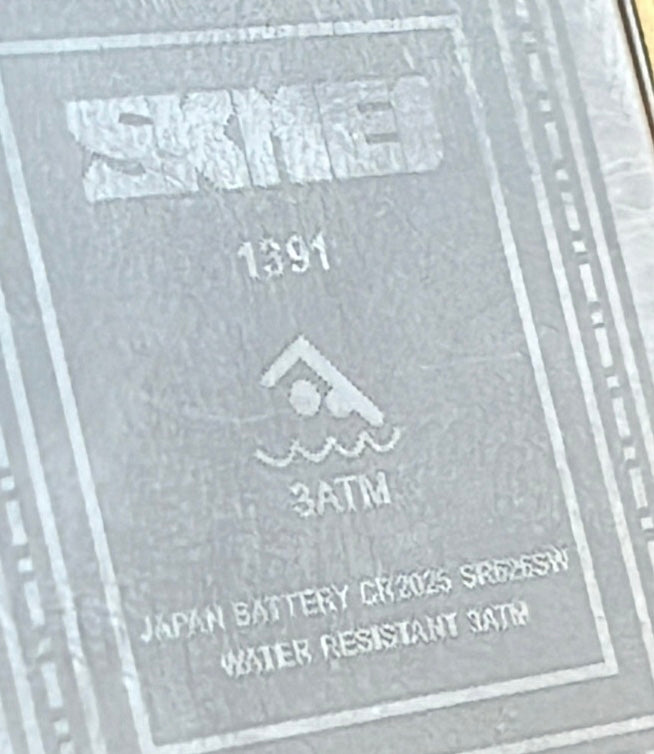 SKMEI
1391
3ATM
JAPAN BATTERY CR2025 SR626SW
WATER RESISTANT 3ATM